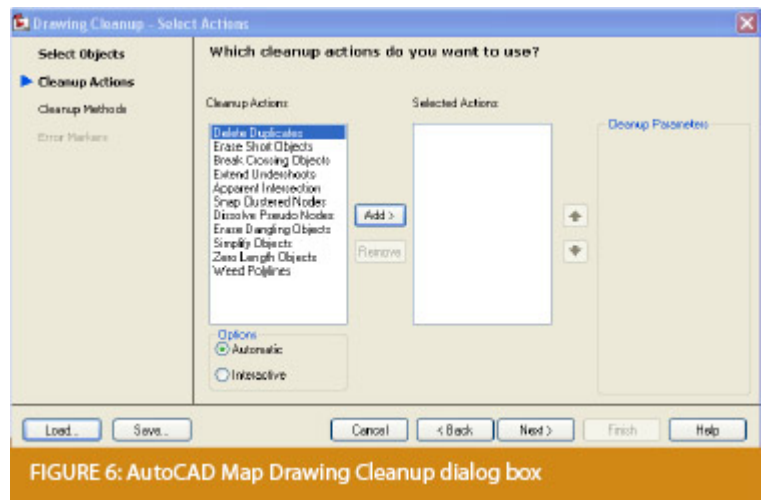 Drawing Cleanup - Select Actions
Select Objects
Cleanup Actions
Cleanup Methods
Error Markers
Which cleanup actions do you want to use?
Cleanup Actions:
Delete Duplicates
Erase Short Objects
Break Crossing Objects
Extend Undershoots
Apparent Intersection
Snap Clustered Nodes
Dissolve Pseudo Nodes
Erase Dangling Objects
Simplify Objects
Zero Length Objects
Weed Polylines
Add >
Remove
Selected Actions:
Cleanup Parameters
Options
Automatic
Interactive
Load...
Save...
Cancel
< Back
Next >
Finish
Help
FIGURE 6: AutoCAD Map Drawing Cleanup dialog box